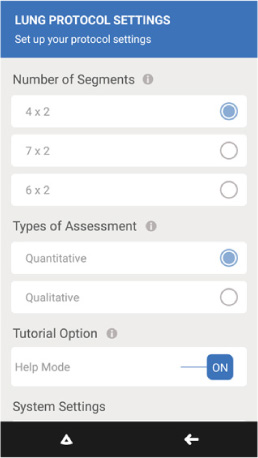 LUNG PROTOCOL SETTINGS
Set up your protocol settings
Number of Segments
4 x 2
7 x 2
6 x 2
Types of Assessment
Quantitative
Qualitative
Tutorial Option
Help Mode
ON
System Settings